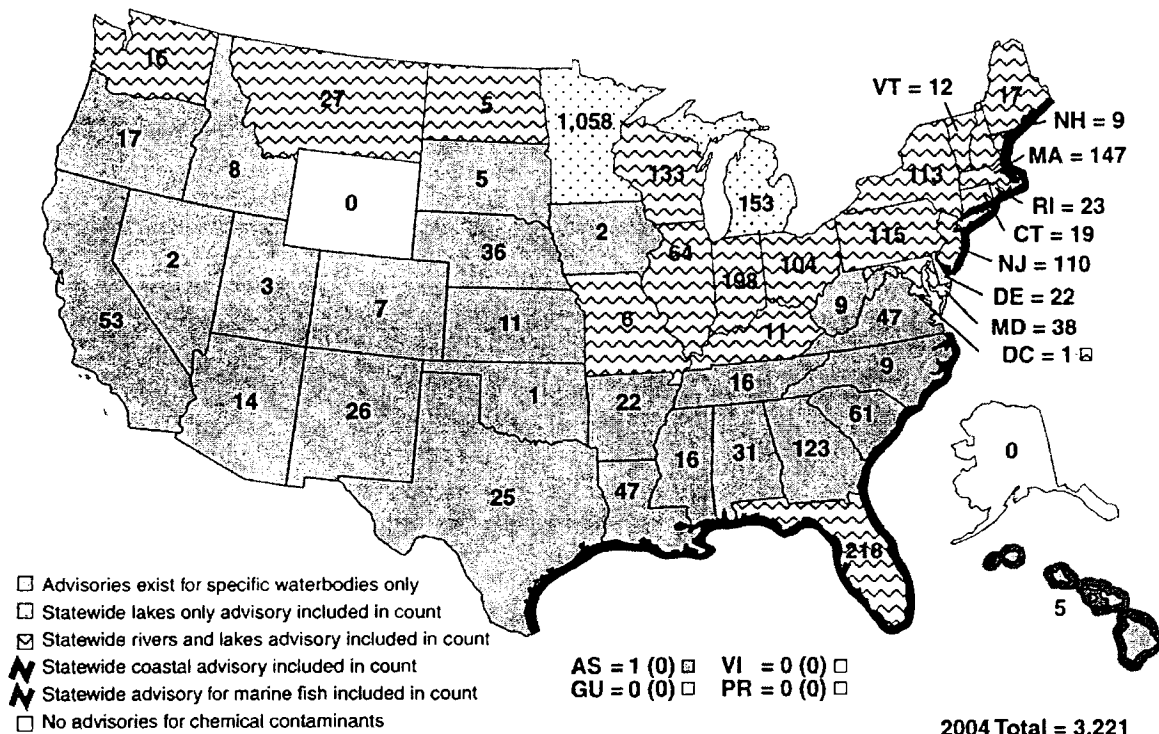 16
27
5
1,058
VT = 12
17
NH = 9
17
8
0
5
133
153
113
MA = 147
RI = 23
CT = 19
NJ = 110
2
3
7
36
2
64
198
104
115
DE = 22
MD = 38
DC = 1
53
11
6
11
9
47
14
26
1
22
16
9
61
25
47
16
31
123
218
0
5
Advisories exist for specific waterbodies only
Statewide lakes only advisory included in count
Statewide rivers and lakes advisory included in count
Statewide coastal advisory included in count
Statewide advisory for marine fish included in count
No advisories for chemical contaminants
AS = 1 (0) VI = 0 (0)
GU = 0 (0) PR = 0 (0)
2004 Total = 3,221